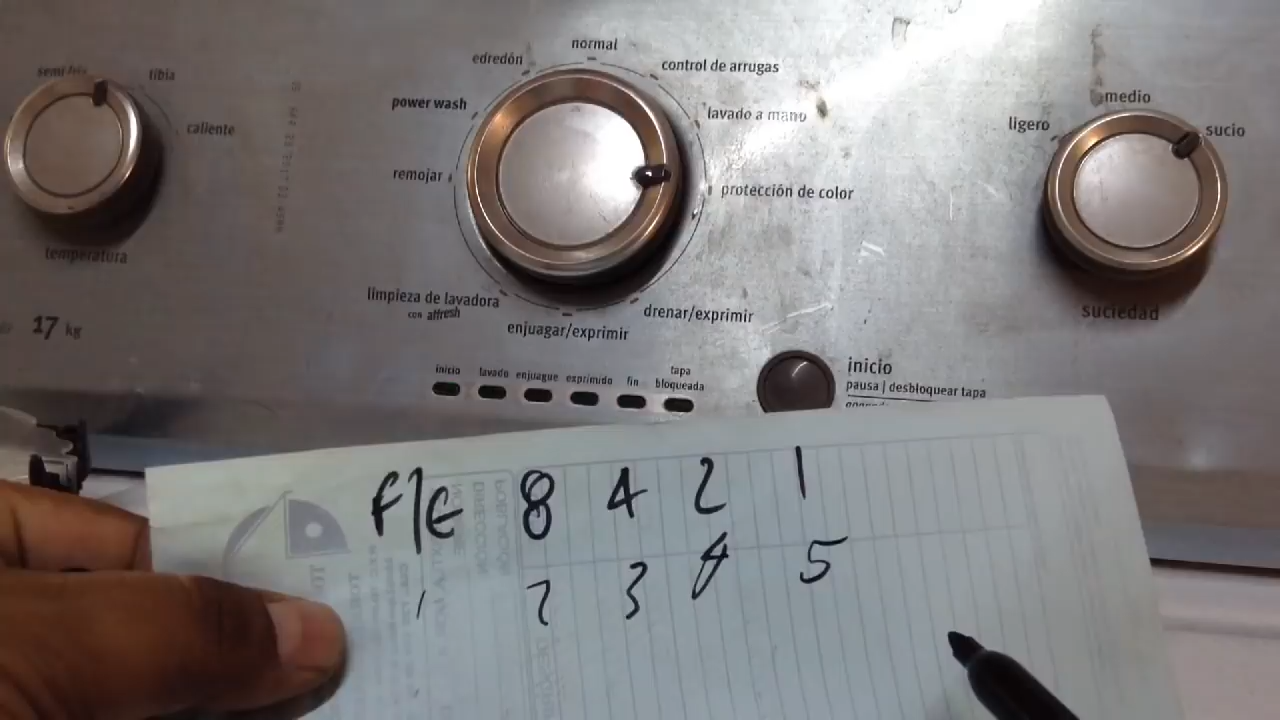 semi fría
tibia
caliente
temperatura
17 kg
edredón
normal
control de arrugas
power wash
lavado a mano
remojar
protección de color
limpieza de lavadora
con affresh
enjuagar/exprimir
drenar/exprimir
ligero
medio
sucio
suciedad
inicio
lavado
enjuague
exprimido
fin
tapa
bloqueada
inicio
pausa | desbloquear tapa
F/E 8 4 2 1
1 2 3 4 5